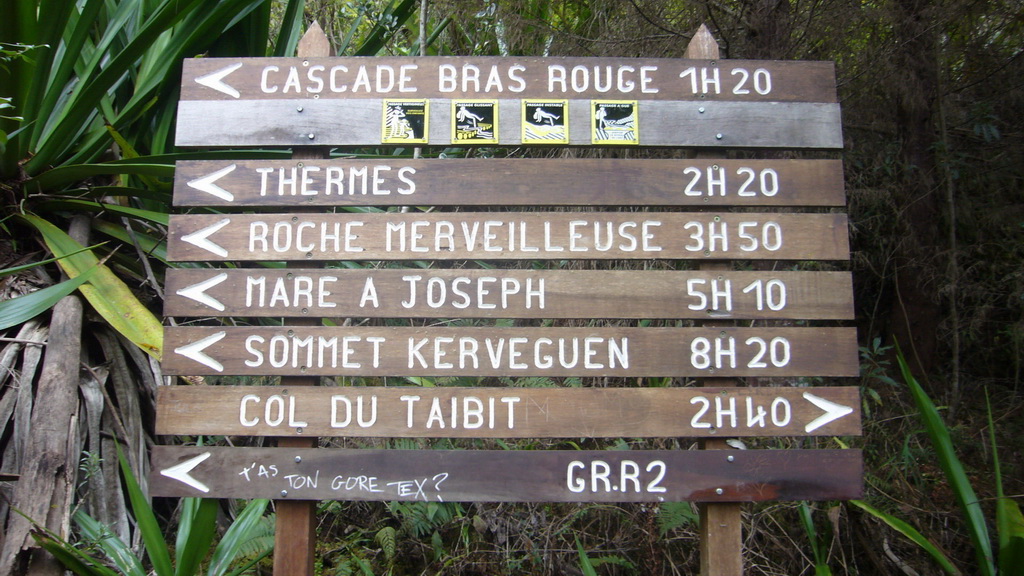 CASCADE BRAS ROUGE 1H20
THERMES 2H20
ROCHE MERVEILLEUSE 3H50
MARE A JOSEPH 5H10
SOMMET KERVEGUEN 8H20
COL DU TAIBIT 2H40
T'AS TON GORE TEX? GR.R2